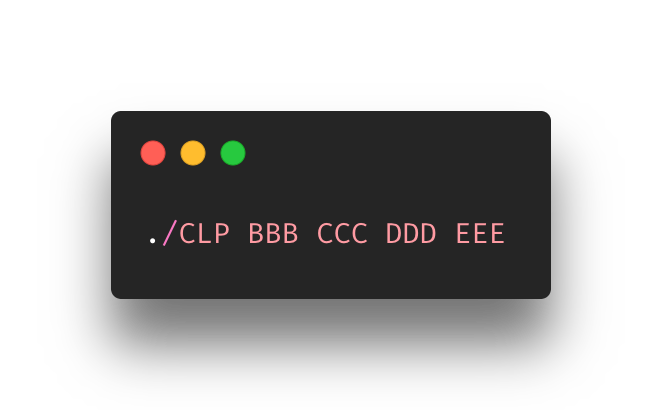 ./CLP BBB CCC DDD EEE